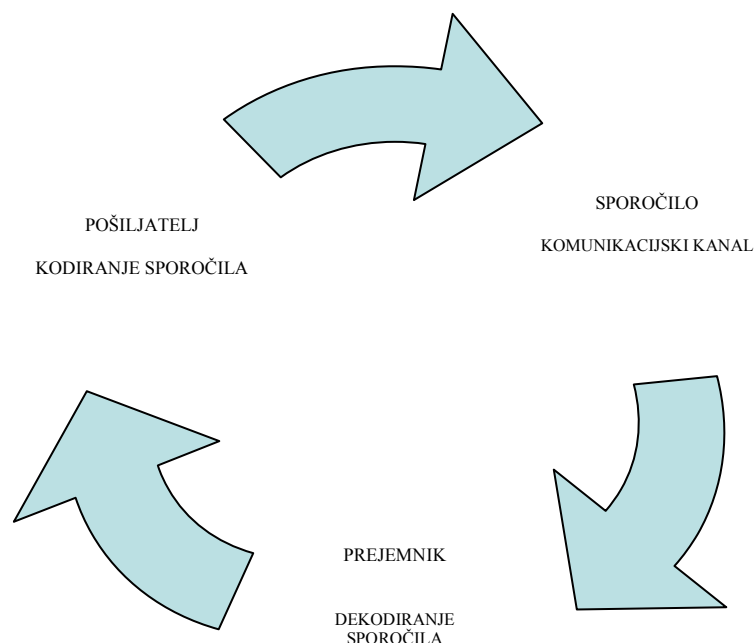 POŠILJATELJ
KODIRANJE SPOROČILA
SPOROČILO
KOMUNIKACIJSKI KANAL
PREJEMNIK
DEKODIRANJE
SPOROČILA